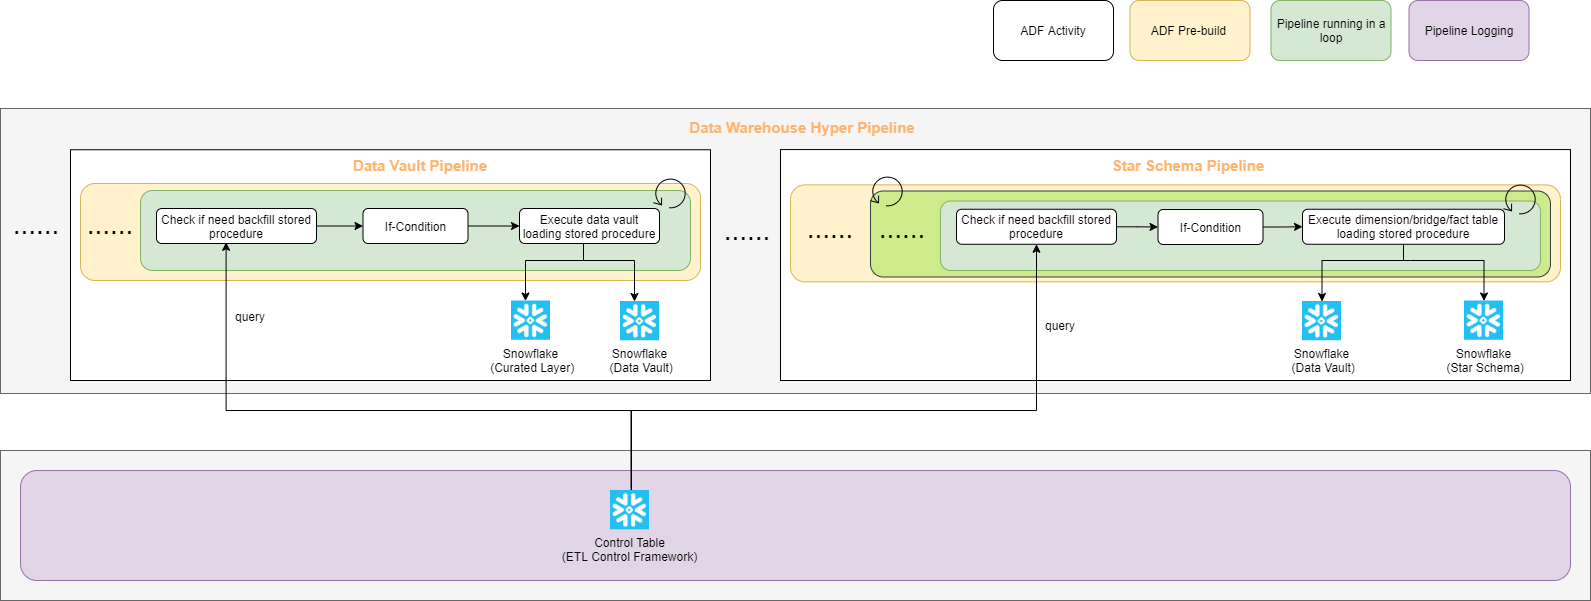 ADF Activity
ADF Pre-build
Pipeline running in a
loop
Pipeline Logging
Data Warehouse Hyper Pipeline
Data Vault Pipeline
Star Schema Pipeline
......
......
Check if need backfill stored
procedure
If-Condition
Execute data vault
loading stored procedure
......
......
......
Check if need backfill stored
procedure
If-Condition
Execute dimension/bridge/fact table
loading stored procedure
query
query
Snowflake
(Curated Layer)
Snowflake
(Data Vault)
Snowflake
(Data Vault)
Snowflake
(Star Schema)
Control Table
(ETL Control Framework)